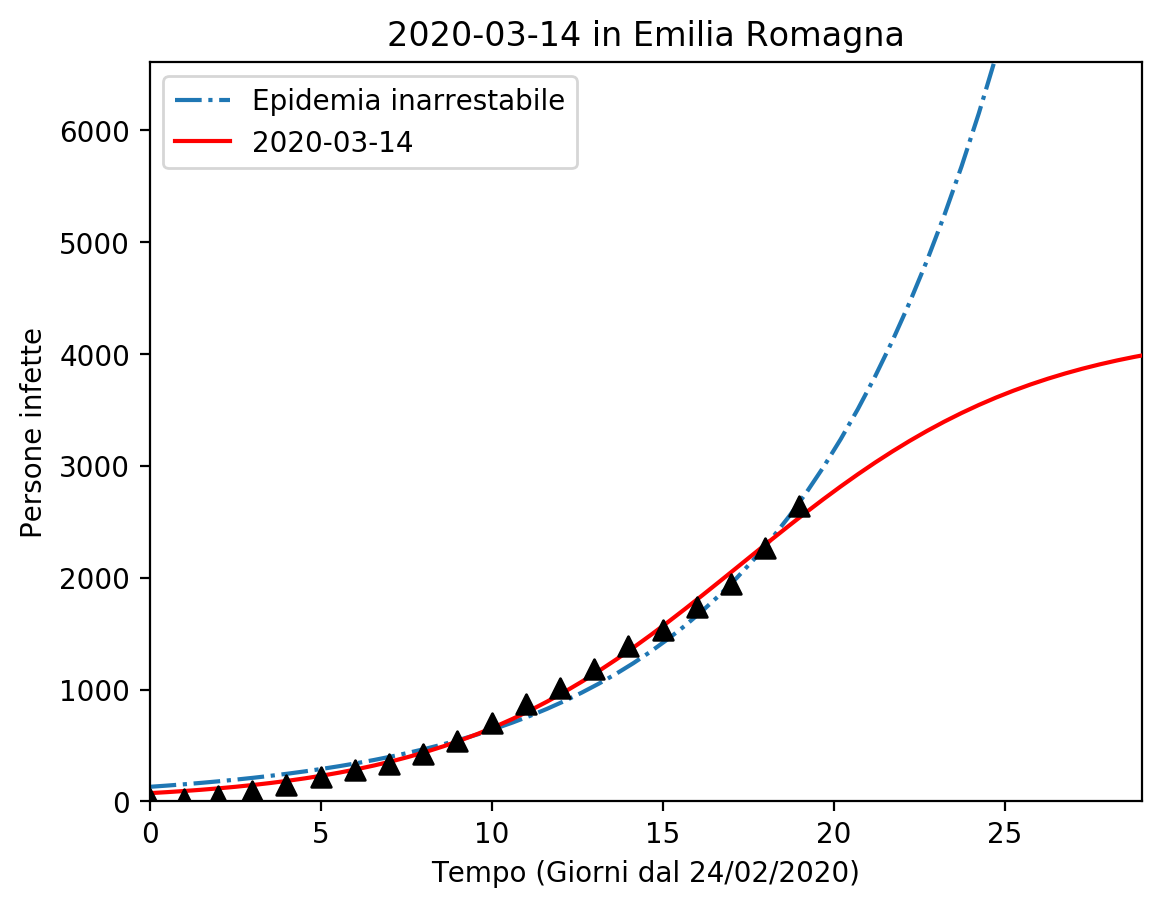 2020-03-14 in Emilia Romagna
Epidemia inarrestabile
2020-03-14
6000
5000
4000
3000
2000
1000
0
Persone infette
0 5 10 15 20 25
Tempo (Giorni dal 24/02/2020)